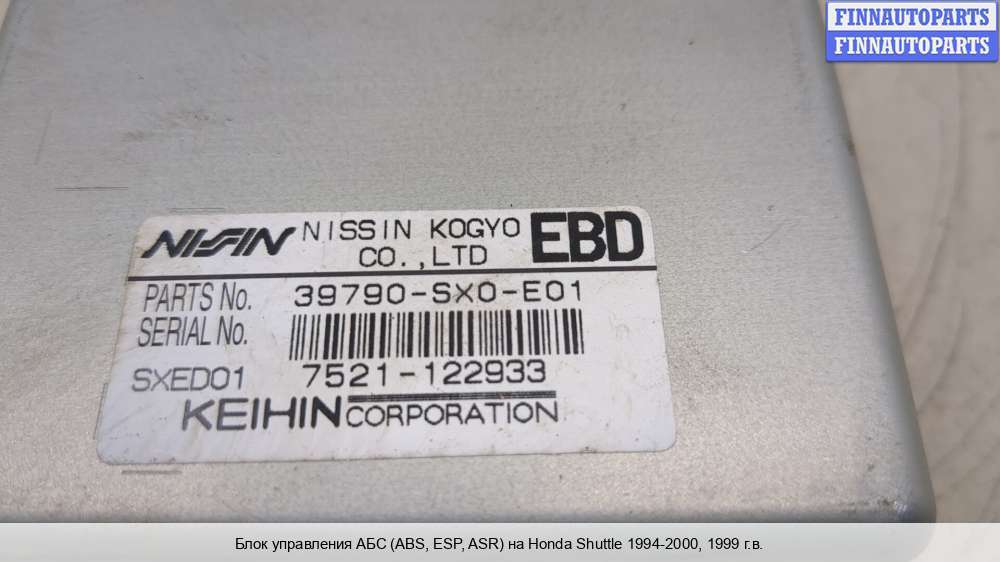 FINNAUTOPARTS
FINNAUTOPARTS
NISSIN NISSIN KOGYO CO.,LTD EBD
PARTS No. 39790-SX0-E01
SERIAL No.
SXED01 7521-122933
KEIHIN CORPORATION
Блок управления АБС (ABS, ESP, ASR) на Honda Shuttle 1994-2000, 1999 г.в.